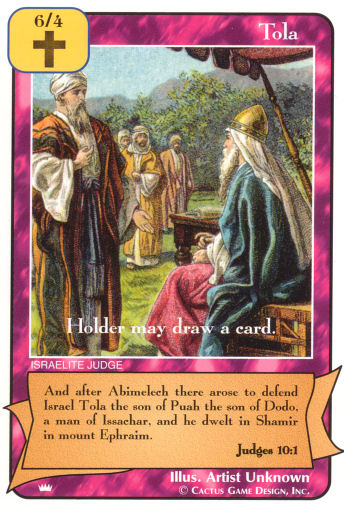 6/4
Tola
Holder may draw a card.
ISRAELITE JUDGE
And after Abimelech there arose to defend
Israel Tola the son of Puah the son of Dodo,
a man of Issachar, and he dwelt in Shamir
in mount Ephraim.
Judges 10:1
Illus. Artist Unknown
© CACTUS GAME DESIGN, INC.